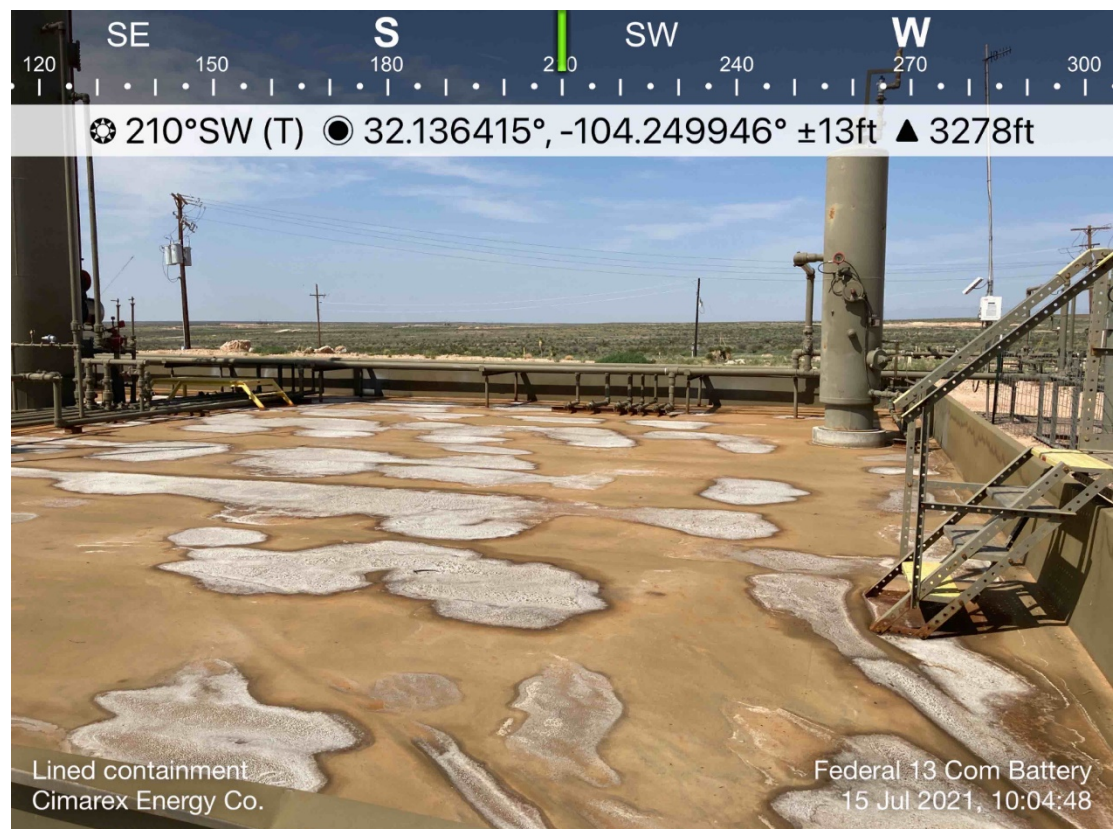 SE S SW W
120 150 180 210 240 270 300
210°SW (T) 32.136415°, -104.249946° ±13ft ▲ 3278ft
Lined containment
Cimarex Energy Co.
Federal 13 Com Battery
15 Jul 2021, 10:04:48